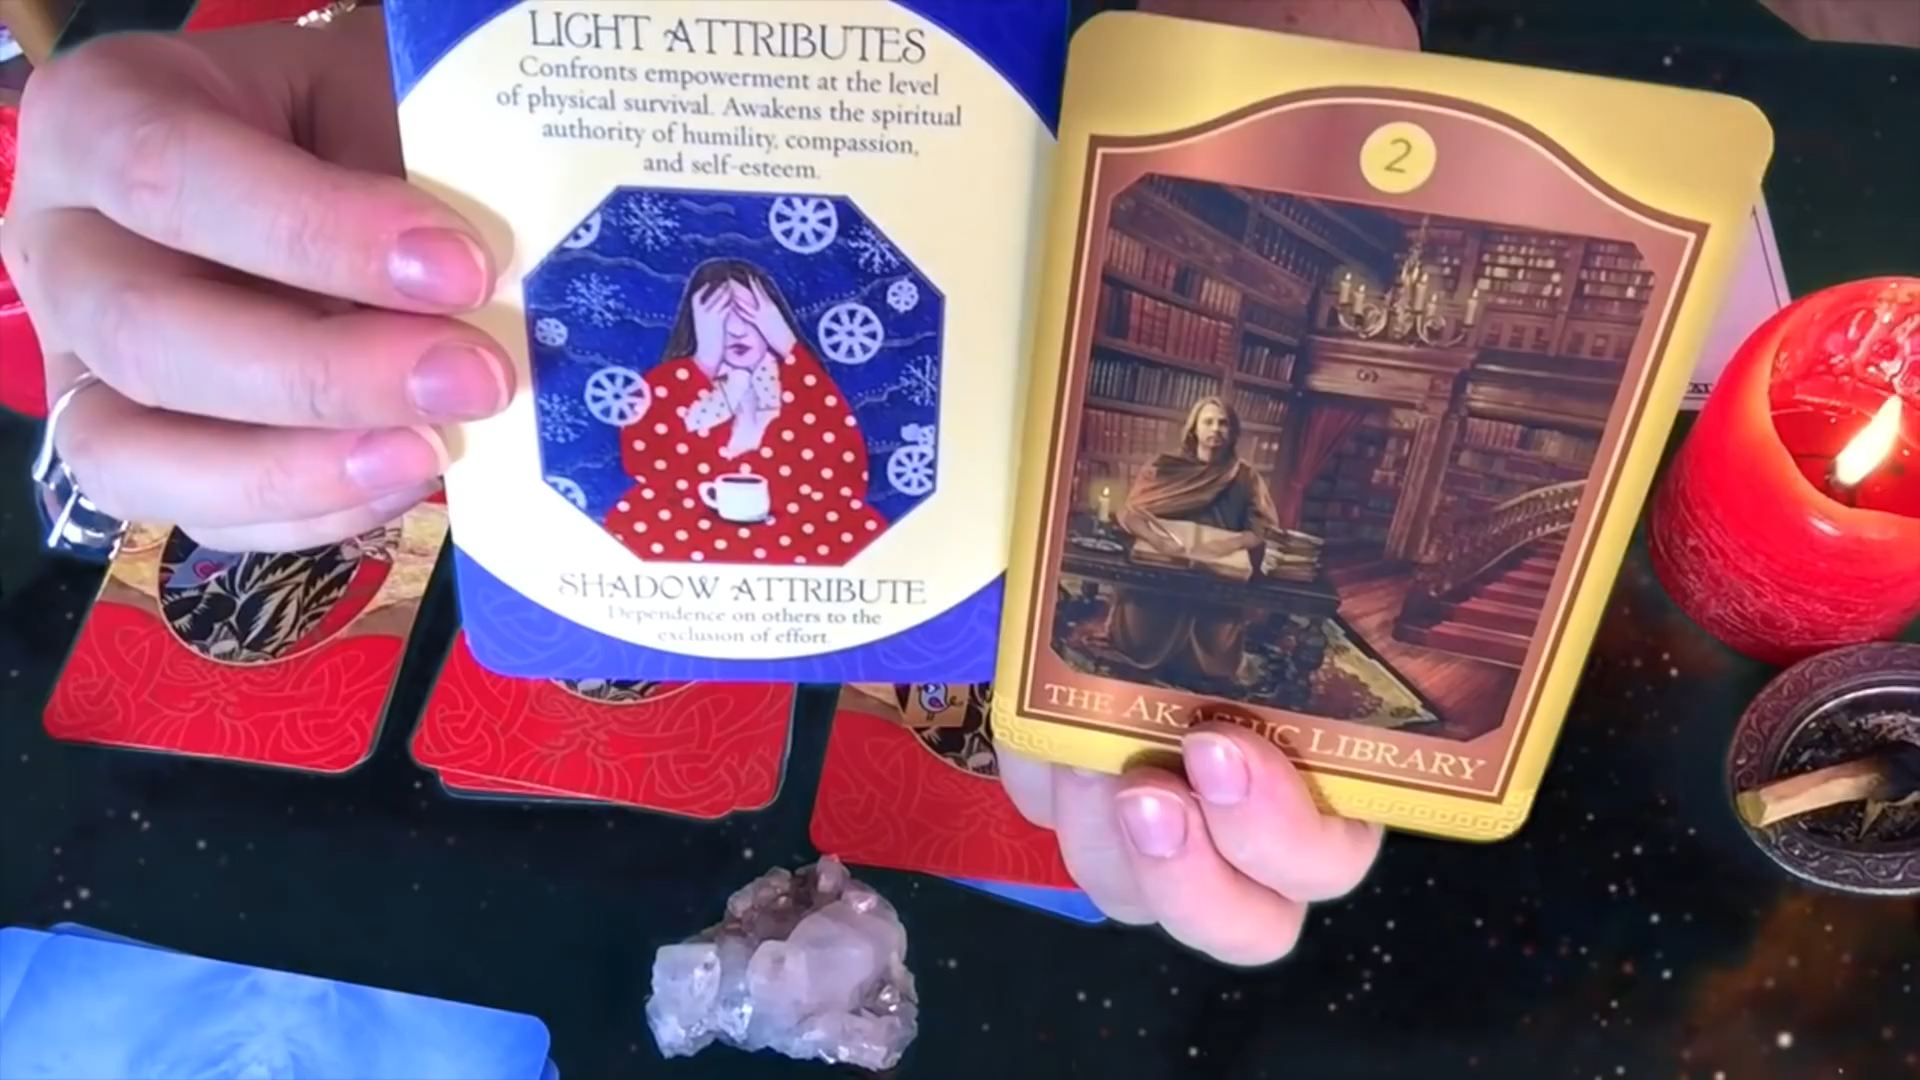 LIGHT ATTRIBUTES
Confronts empowerment at the level
of physical survival. Awakens the spiritual
authority of humility, compassion,
and self-esteem.
SHADOW ATTRIBUTE
Dependence on others to the
exclusion of effort.
2
THE AKASHIC LIBRARY